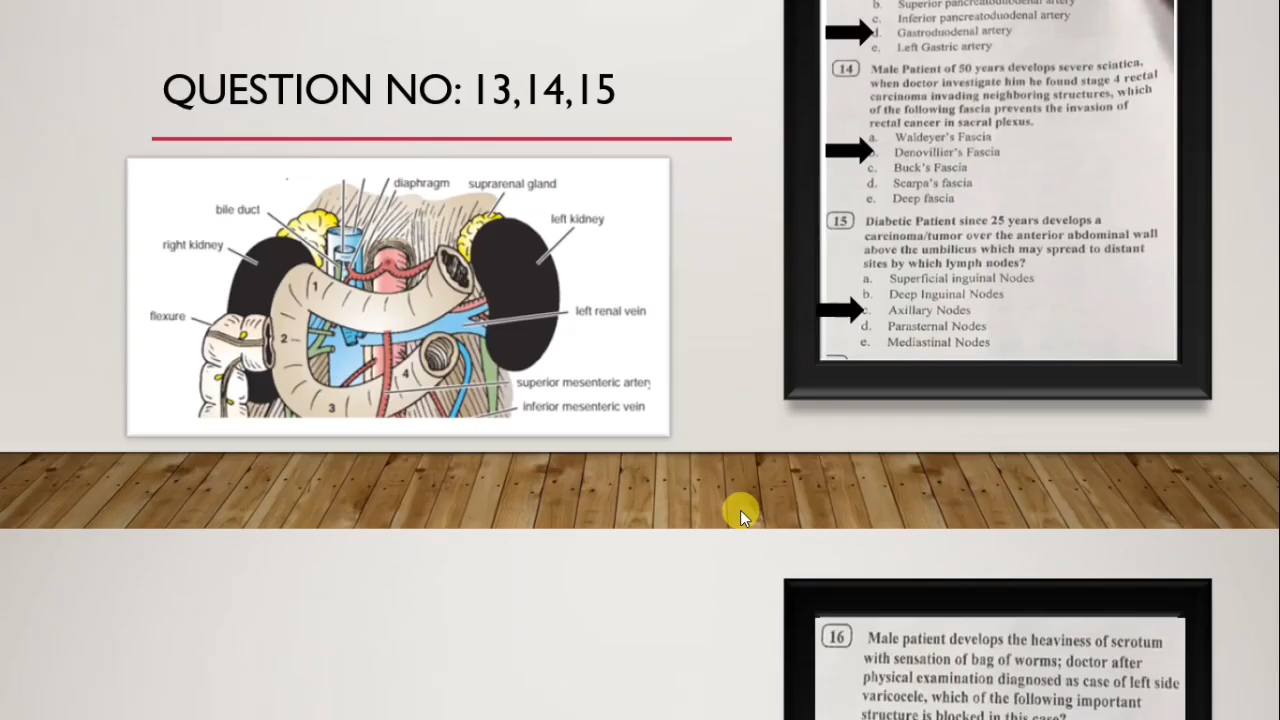 QUESTION NO: 13,14,15
diaphragm
suprarenal gland
bile duct
left kidney
right kidney
flexure
left renal vein
superior mesenteric arter
inferior mesenteric vein
1
2
3
4
b. Superior pancreatoduodenal artery
c. Inferior pancreatoduodenal artery
d. Gastroduodenal artery
e. Left Gastric artery
14 Male Patient of 50 years develops severe sciatica.
when doctor investigate him he found stage 4 rectal
carcinoma invading neighboring structures, which
of the following fascia prevents the invasion of
rectal cancer in sacral plexus.
a. Waldeyer's Fascia
Denovillier's Fascia
c. Buck's Fascia
d. Scarpa's fascia
e. Deep fascia
15 Diabetic Patient since 25 years develops a
carcinoma/tumor over the anterior abdominal wall
above the umbilicus which may spread to distant
sites by which lymph nodes?
a. Superficial inguinal Nodes
b. Deep Inguinal Nodes
c. Axillary Nodes
d. Parasternal Nodes
e. Mediastinal Nodes
16 Male patient develops the heaviness of scrotum
with sensation of bag of worms; doctor after
physical examination diagnosed as case of left side
varicocele, which of the following important
structure is blocked in this case?